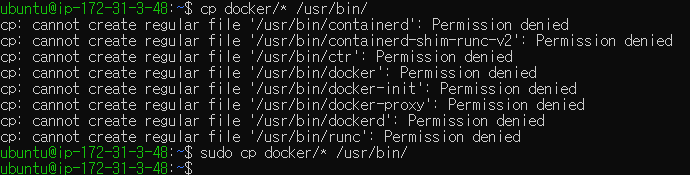 ubuntu@ip-172-31-3-48:~$ cp docker/* /usr/bin/
cp: cannot create regular file '/usr/bin/containerd': Permission denied
cp: cannot create regular file '/usr/bin/containerd-shim-runc-v2': Permission denied
cp: cannot create regular file '/usr/bin/ctr': Permission denied
cp: cannot create regular file '/usr/bin/docker': Permission denied
cp: cannot create regular file '/usr/bin/docker-init': Permission denied
cp: cannot create regular file '/usr/bin/docker-proxy': Permission denied
cp: cannot create regular file '/usr/bin/dockerd': Permission denied
cp: cannot create regular file '/usr/bin/runc': Permission denied
ubuntu@ip-172-31-3-48:~$ sudo cp docker/* /usr/bin/
ubuntu@ip-172-31-3-48:~$